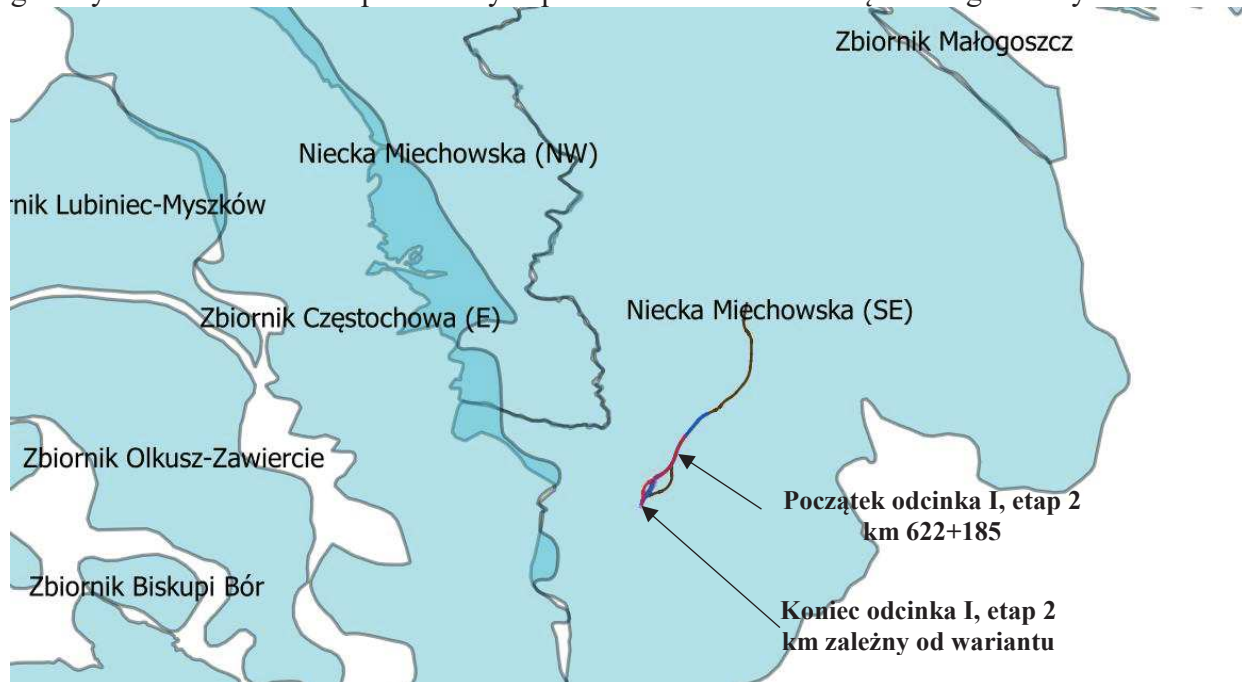 Zbiornik Małogoszcz
Niecka Miechowska (NW)
rnik Lubiniec-Myszków
Niecka Miechowska (SE)
Zbiornik Częstochowa (E)
Zbiornik Olkusz-Zawiercie
Początek odcinka I, etap 2
km 622+185
Zbiornik Biskupi Bór
Koniec odcinka I, etap 2
km zależny od wariantu